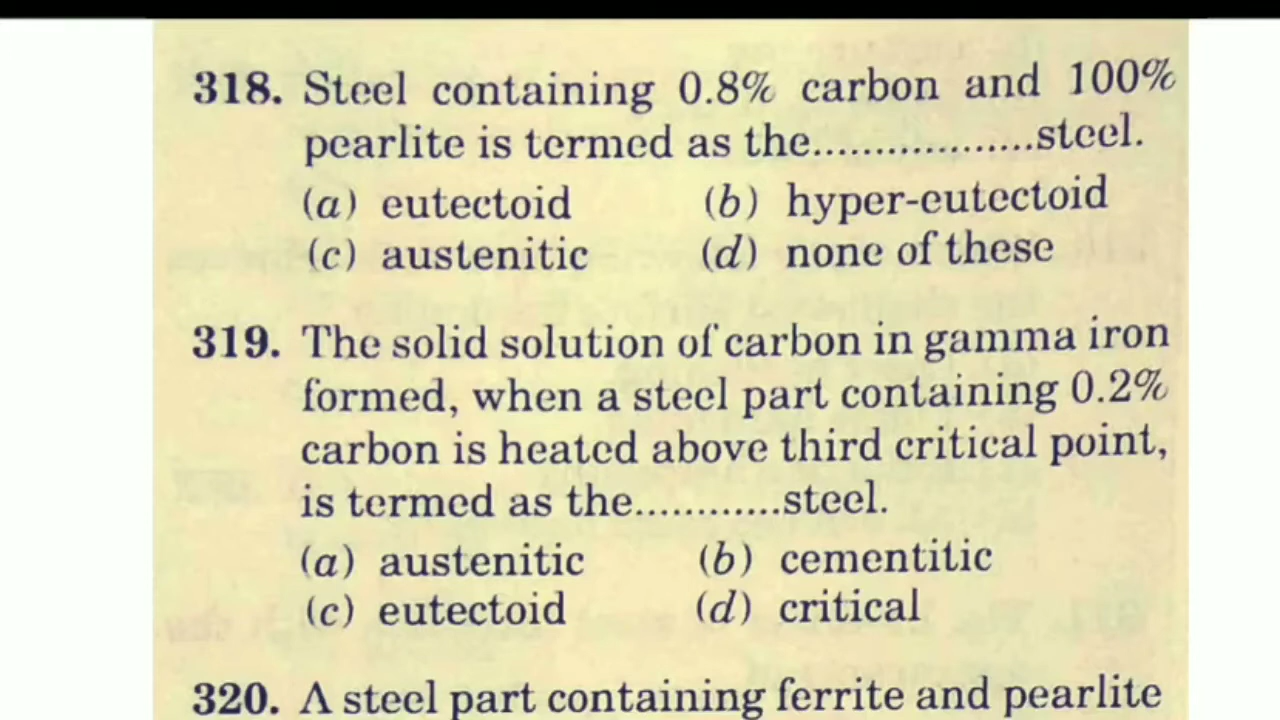 318. Steel containing 0.8% carbon and 100%
pearlite is termed as the..................steel.
(a) eutectoid (b) hyper-eutectoid
(c) austenitic (d) none of these
319. The solid solution of carbon in gamma iron
formed, when a steel part containing 0.2%
carbon is heated above third critical point,
is termed as the............steel.
(a) austenitic (b) cementitic
(c) eutectoid (d) critical
320. A steel part containing ferrite and pearlite